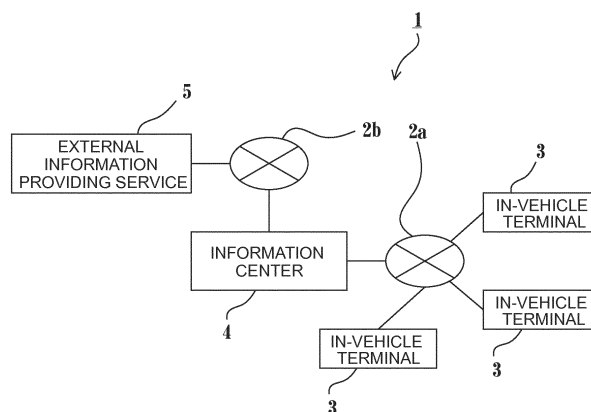 1
5
2b
2a
EXTERNAL
INFORMATION
PROVIDING SERVICE
3
IN-VEHICLE
TERMINAL
INFORMATION
CENTER
4
IN-VEHICLE
TERMINAL
3
IN-VEHICLE
TERMINAL
3